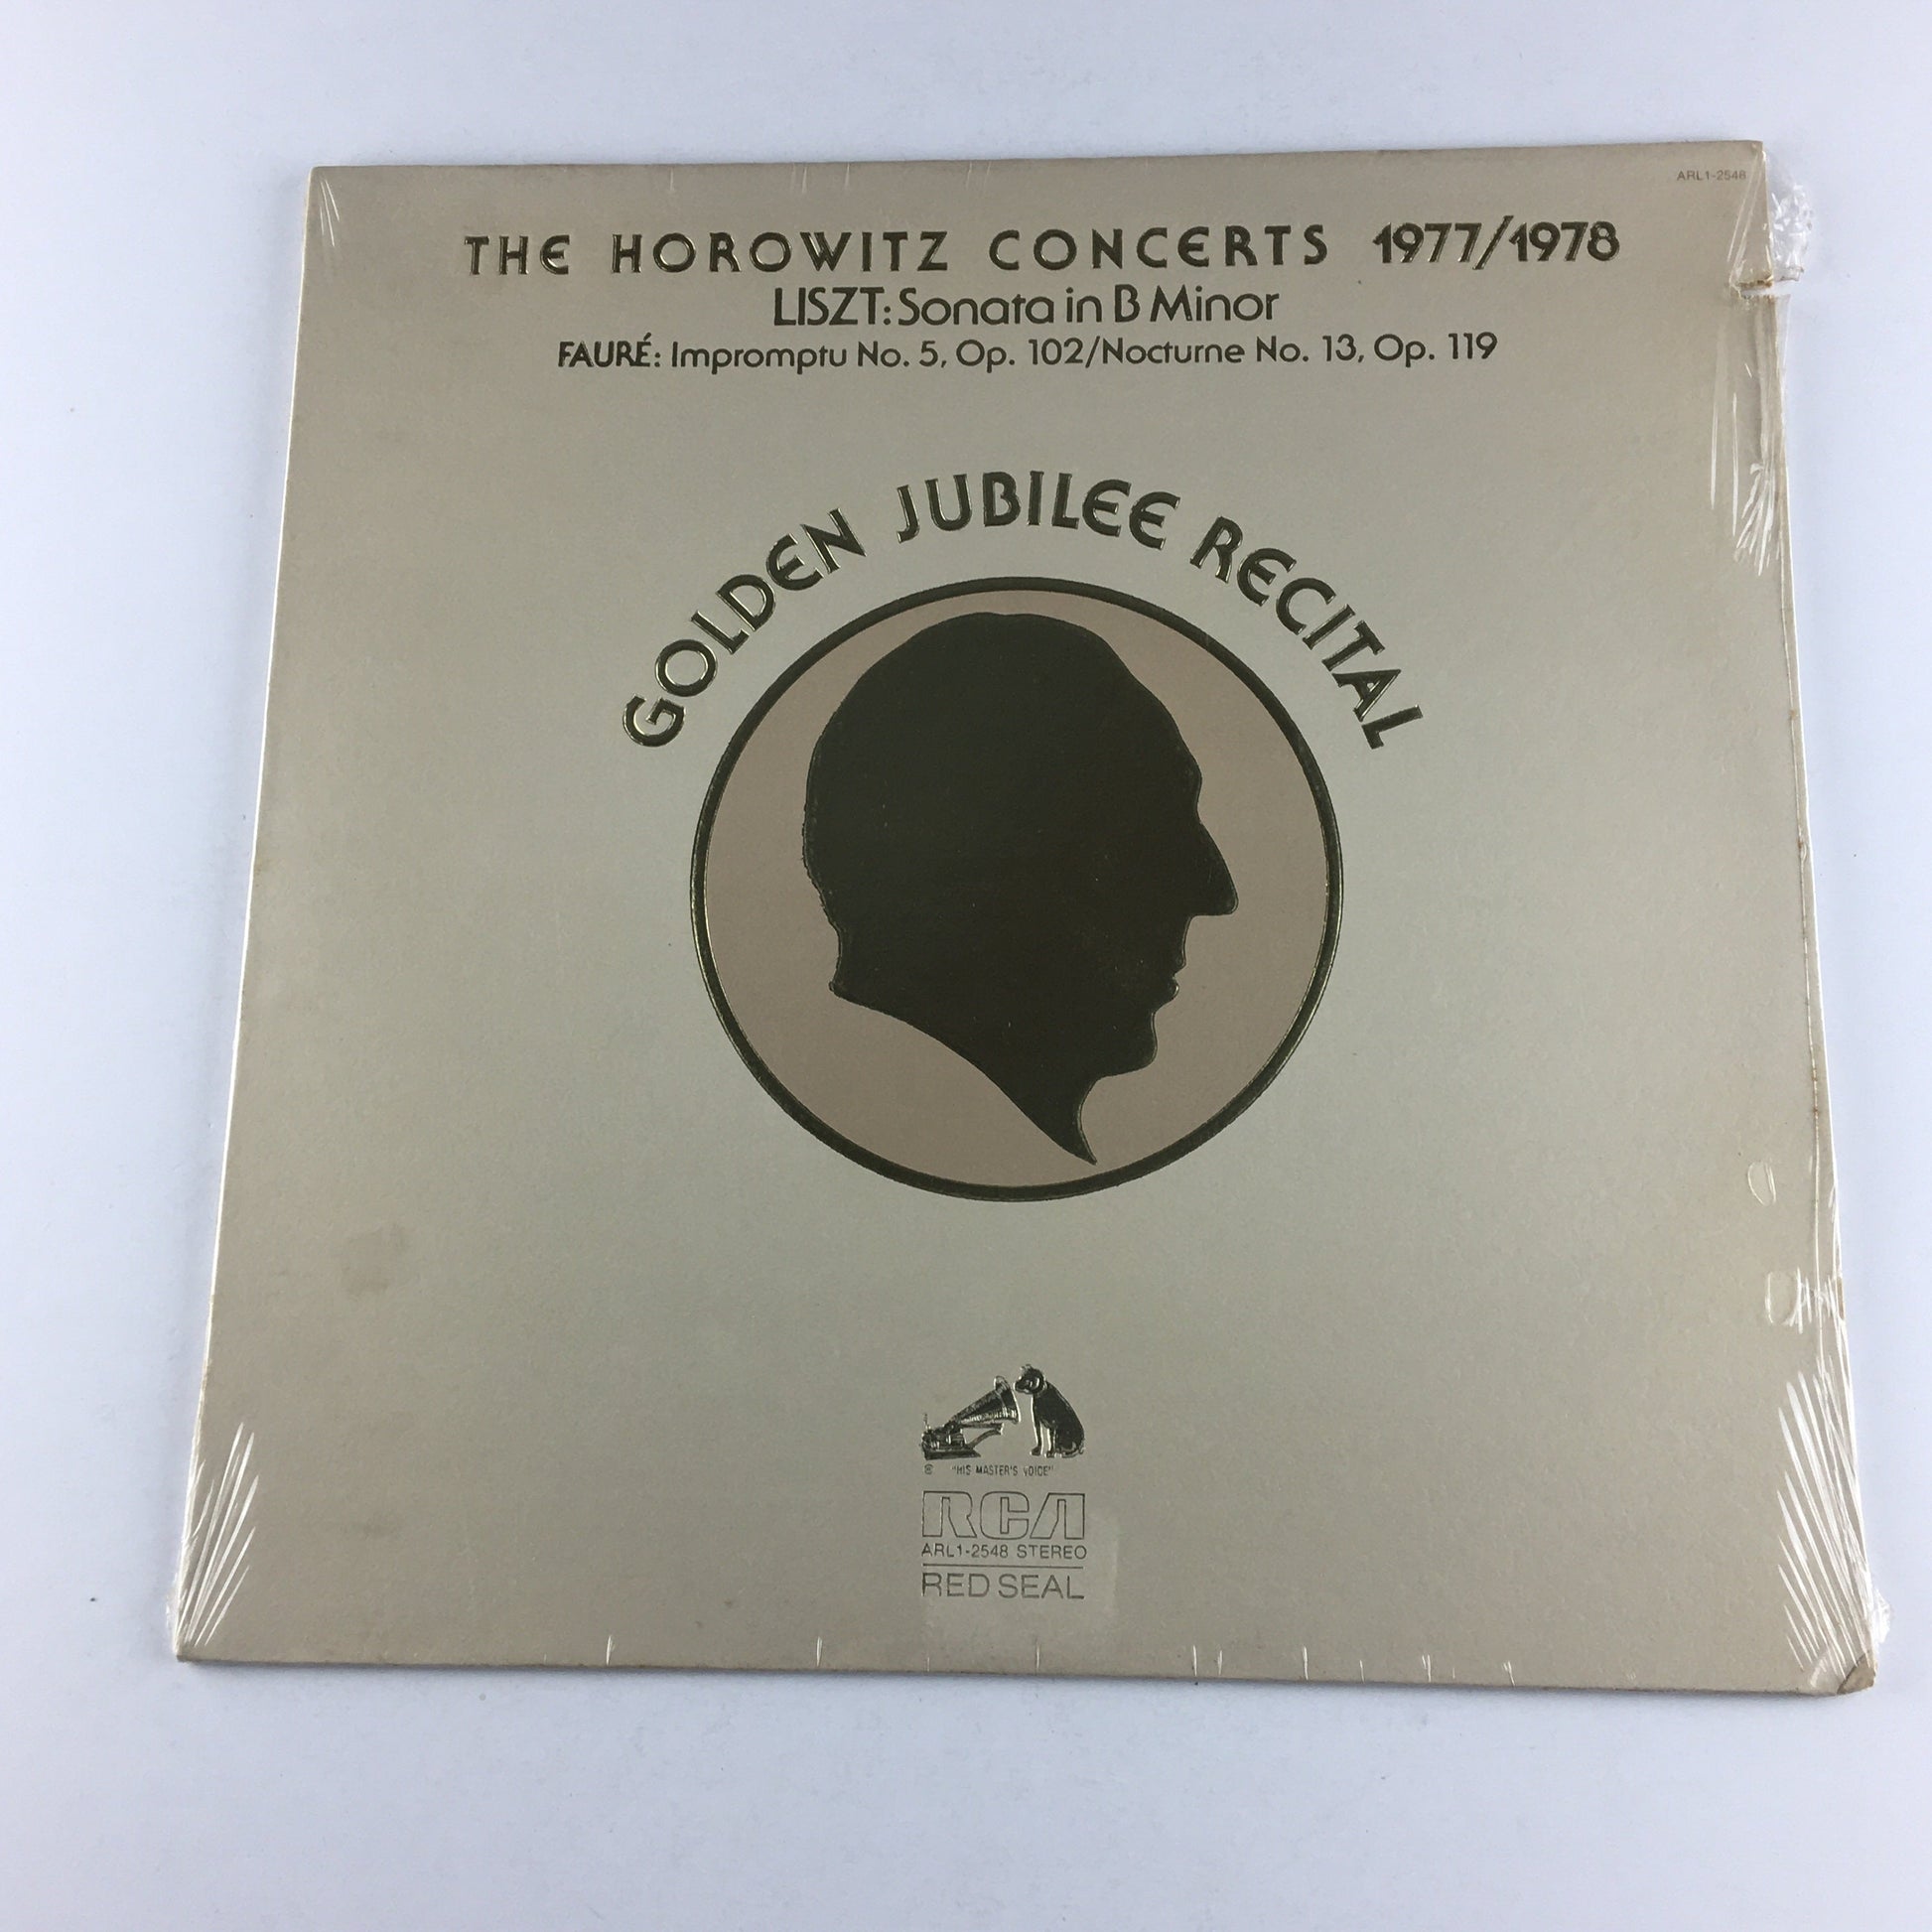 ARL1-2548
THE HOROWITZ CONCERTS 1977/1978
LISZT: Sonata in B Minor
FAURÉ: Impromptu No. 5, Op. 102/Nocturne No. 13, Op. 119
GOLDEN JUBILEE RECITAL
® "HIS MASTER'S VOICE"
RCA
ARL1-2548 STEREO
RED SEAL